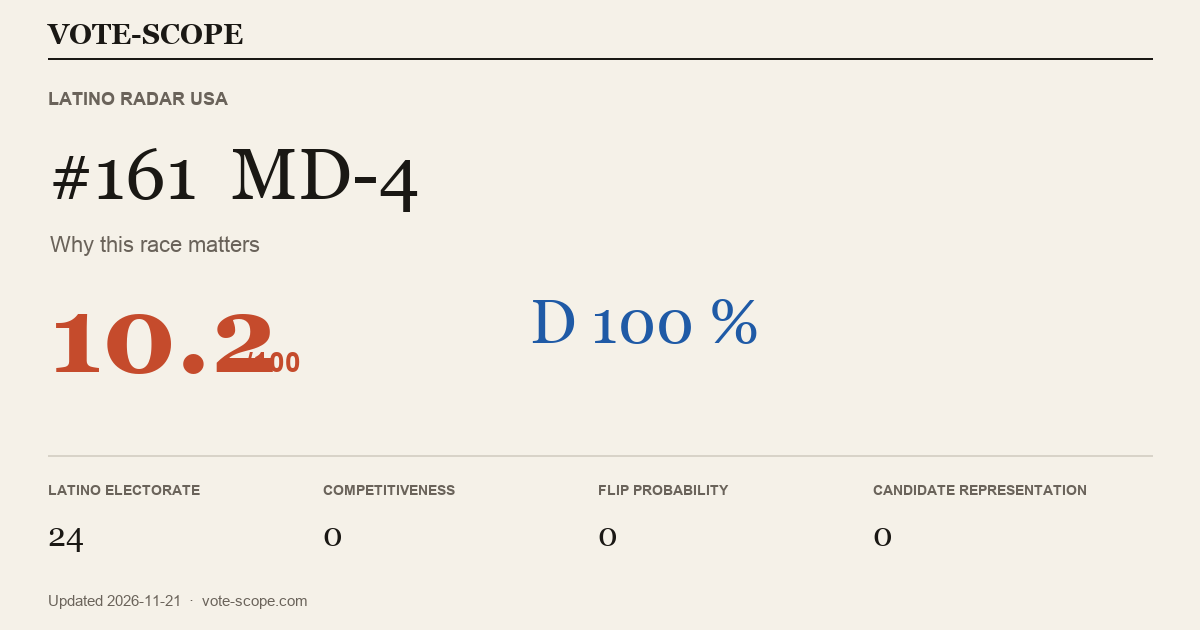 VOTE-SCOPE
LATINO RADAR USA
#161 MD-4
Why this race matters
10.2/100
D 100 %
LATINO ELECTORATE COMPETITIVENESS FLIP PROBABILITY CANDIDATE REPRESENTATION
24 0 0 0
Updated 2026-11-21 · vote-scope.com